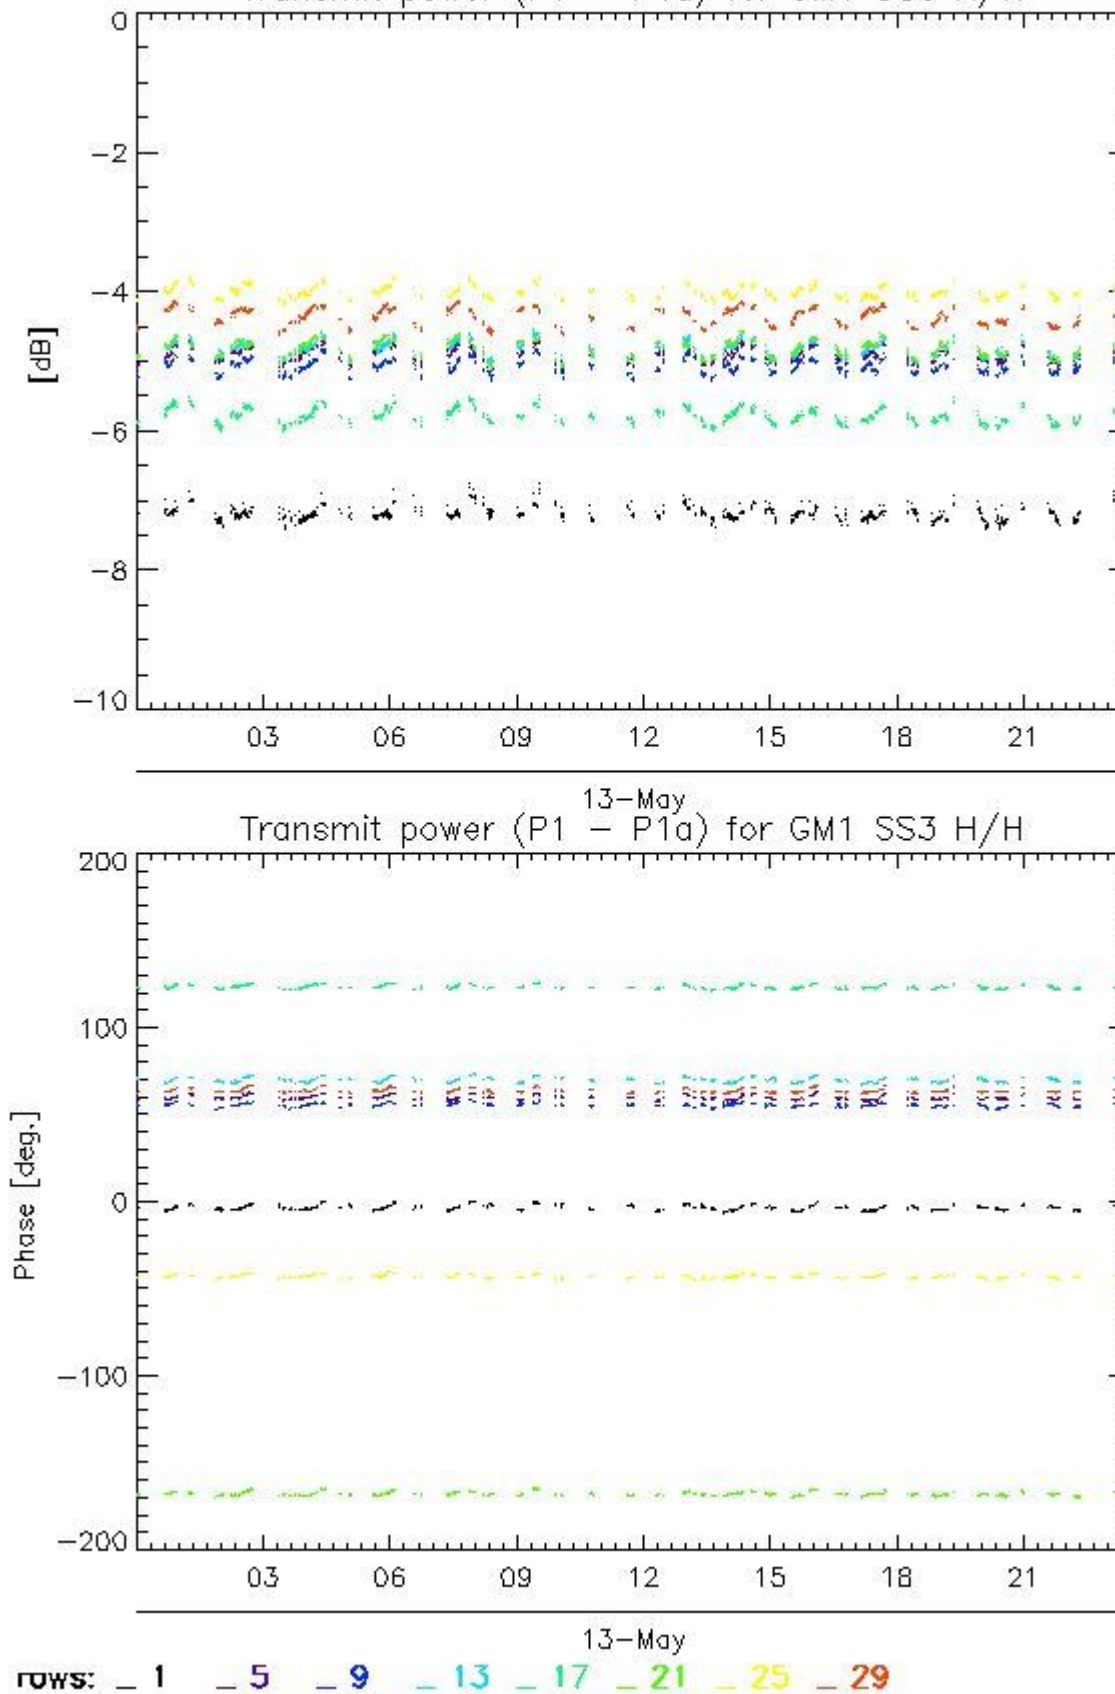 0
−2
−4
−6
−8
−10
[dB]
03 06 09 12 15 18 21
13−May
Transmit power (P1 − P1a) for GM1 SS3 H/H
200
100
0
−100
−200
Phase [deg.]
03 06 09 12 15 18 21
13−May
rows: _ 1 _ 5 _ 9 _ 13 _ 17 _ 21 _ 25 _ 29